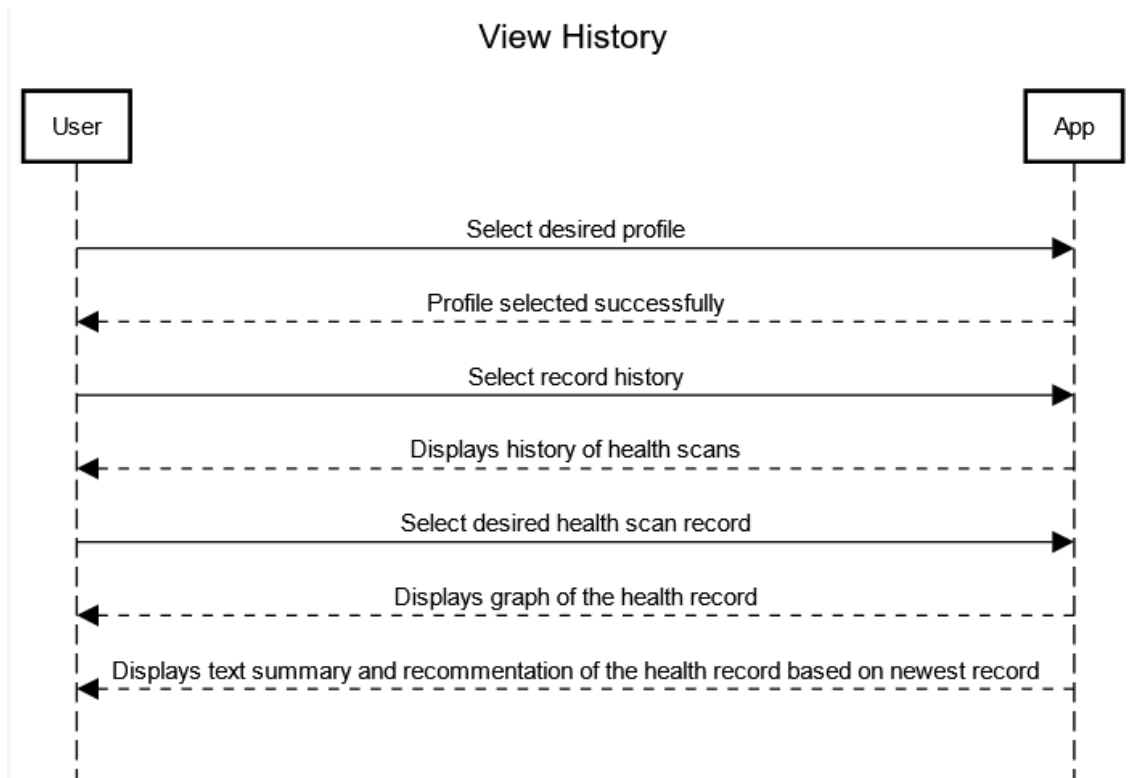 View History
User
App
Select desired profile
Profile selected successfully
Select record history
Displays history of health scans
Select desired health scan record
Displays graph of the health record
Displays text summary and recommentation of the health record based on newest record